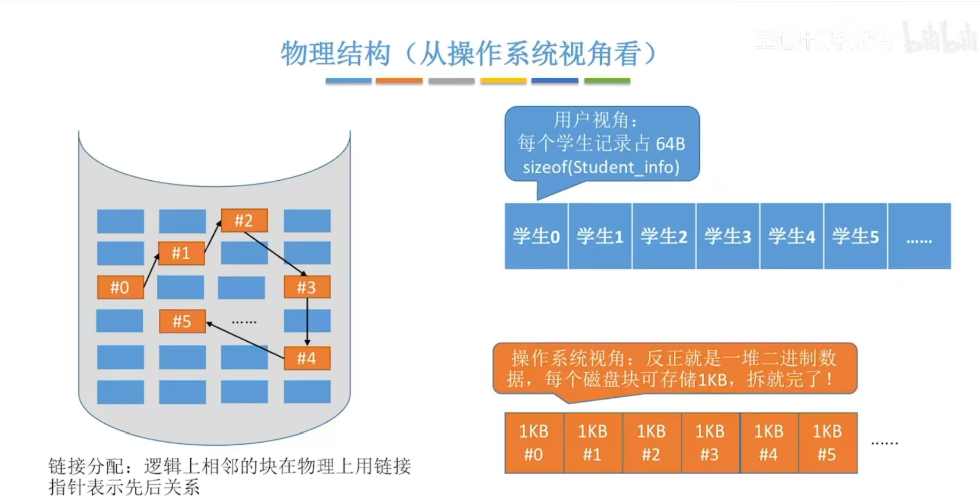 物理结构（从操作系统视角看）
bilibili
用户视角：
每个学生记录占 64B
sizeof(Student_info)
学生0 学生1 学生2 学生3 学生4 学生5 ……
#2
#1
#0
#3
#5
……
#4
操作系统视角：反正就是一堆二进制数
据，每个磁盘块可存储1KB，拆就完了！
1KB 1KB 1KB 1KB 1KB 1KB
#0 #1 #2 #3 #4 #5 ……
链接分配：逻辑上相邻的块在物理上用链接
指针表示先后关系